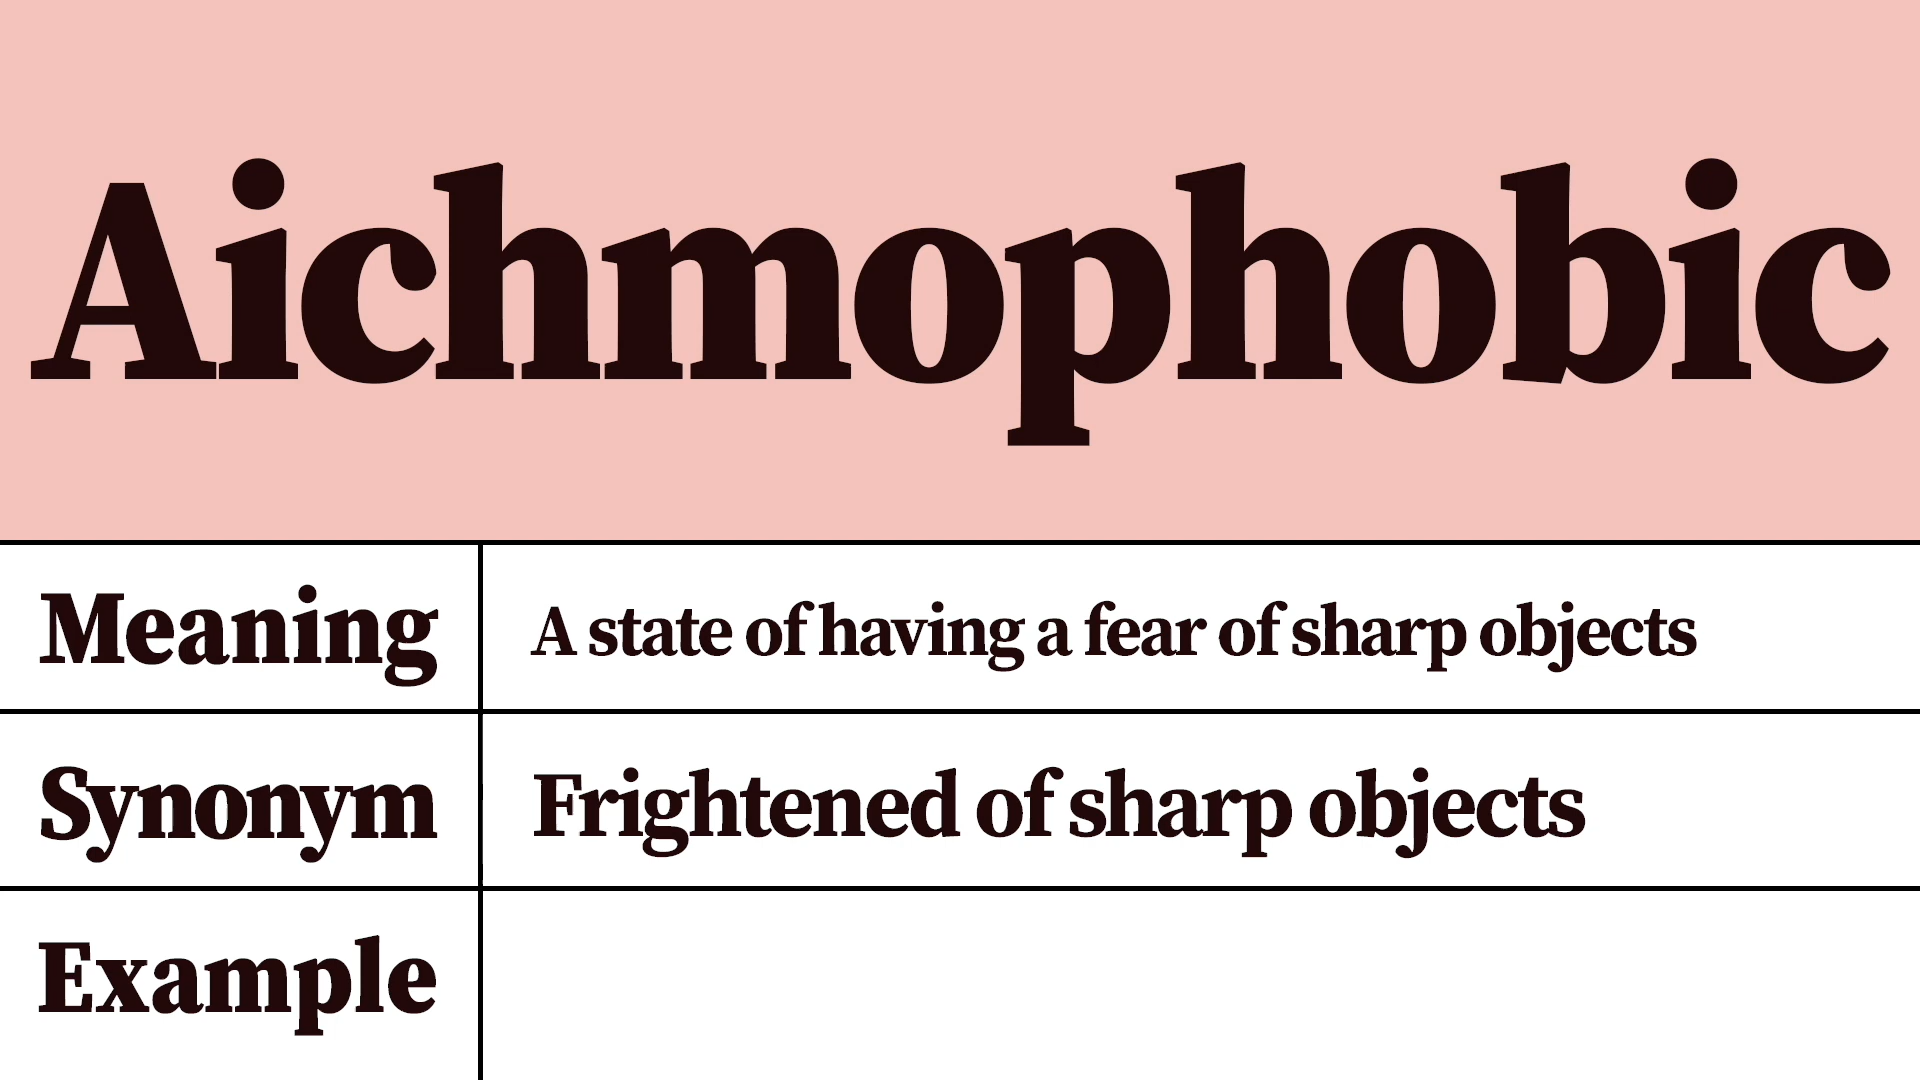 Aichmophobic
Meaning
A state of having a fear of sharp objects
Synonym
Frightened of sharp objects
Example